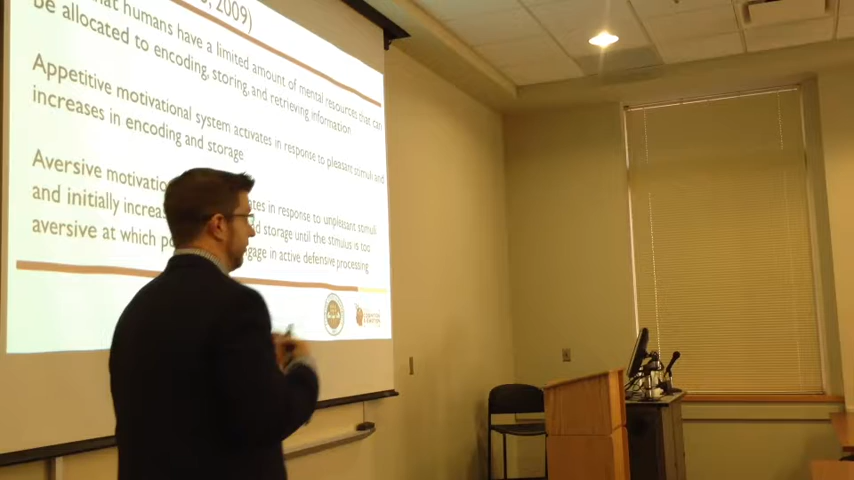 , 2009)
that humans have a limited amount of mental resources that can
be allocated to encoding, storing, and retrieving information
Appetitive motivational system activates in response to pleasant stimuli and
increases in encoding and storage
Aversive motivat ates in response to unpleasant stimuli
and initially increas d storage until the stimulus is too
aversive at which po gage in active defensive processing